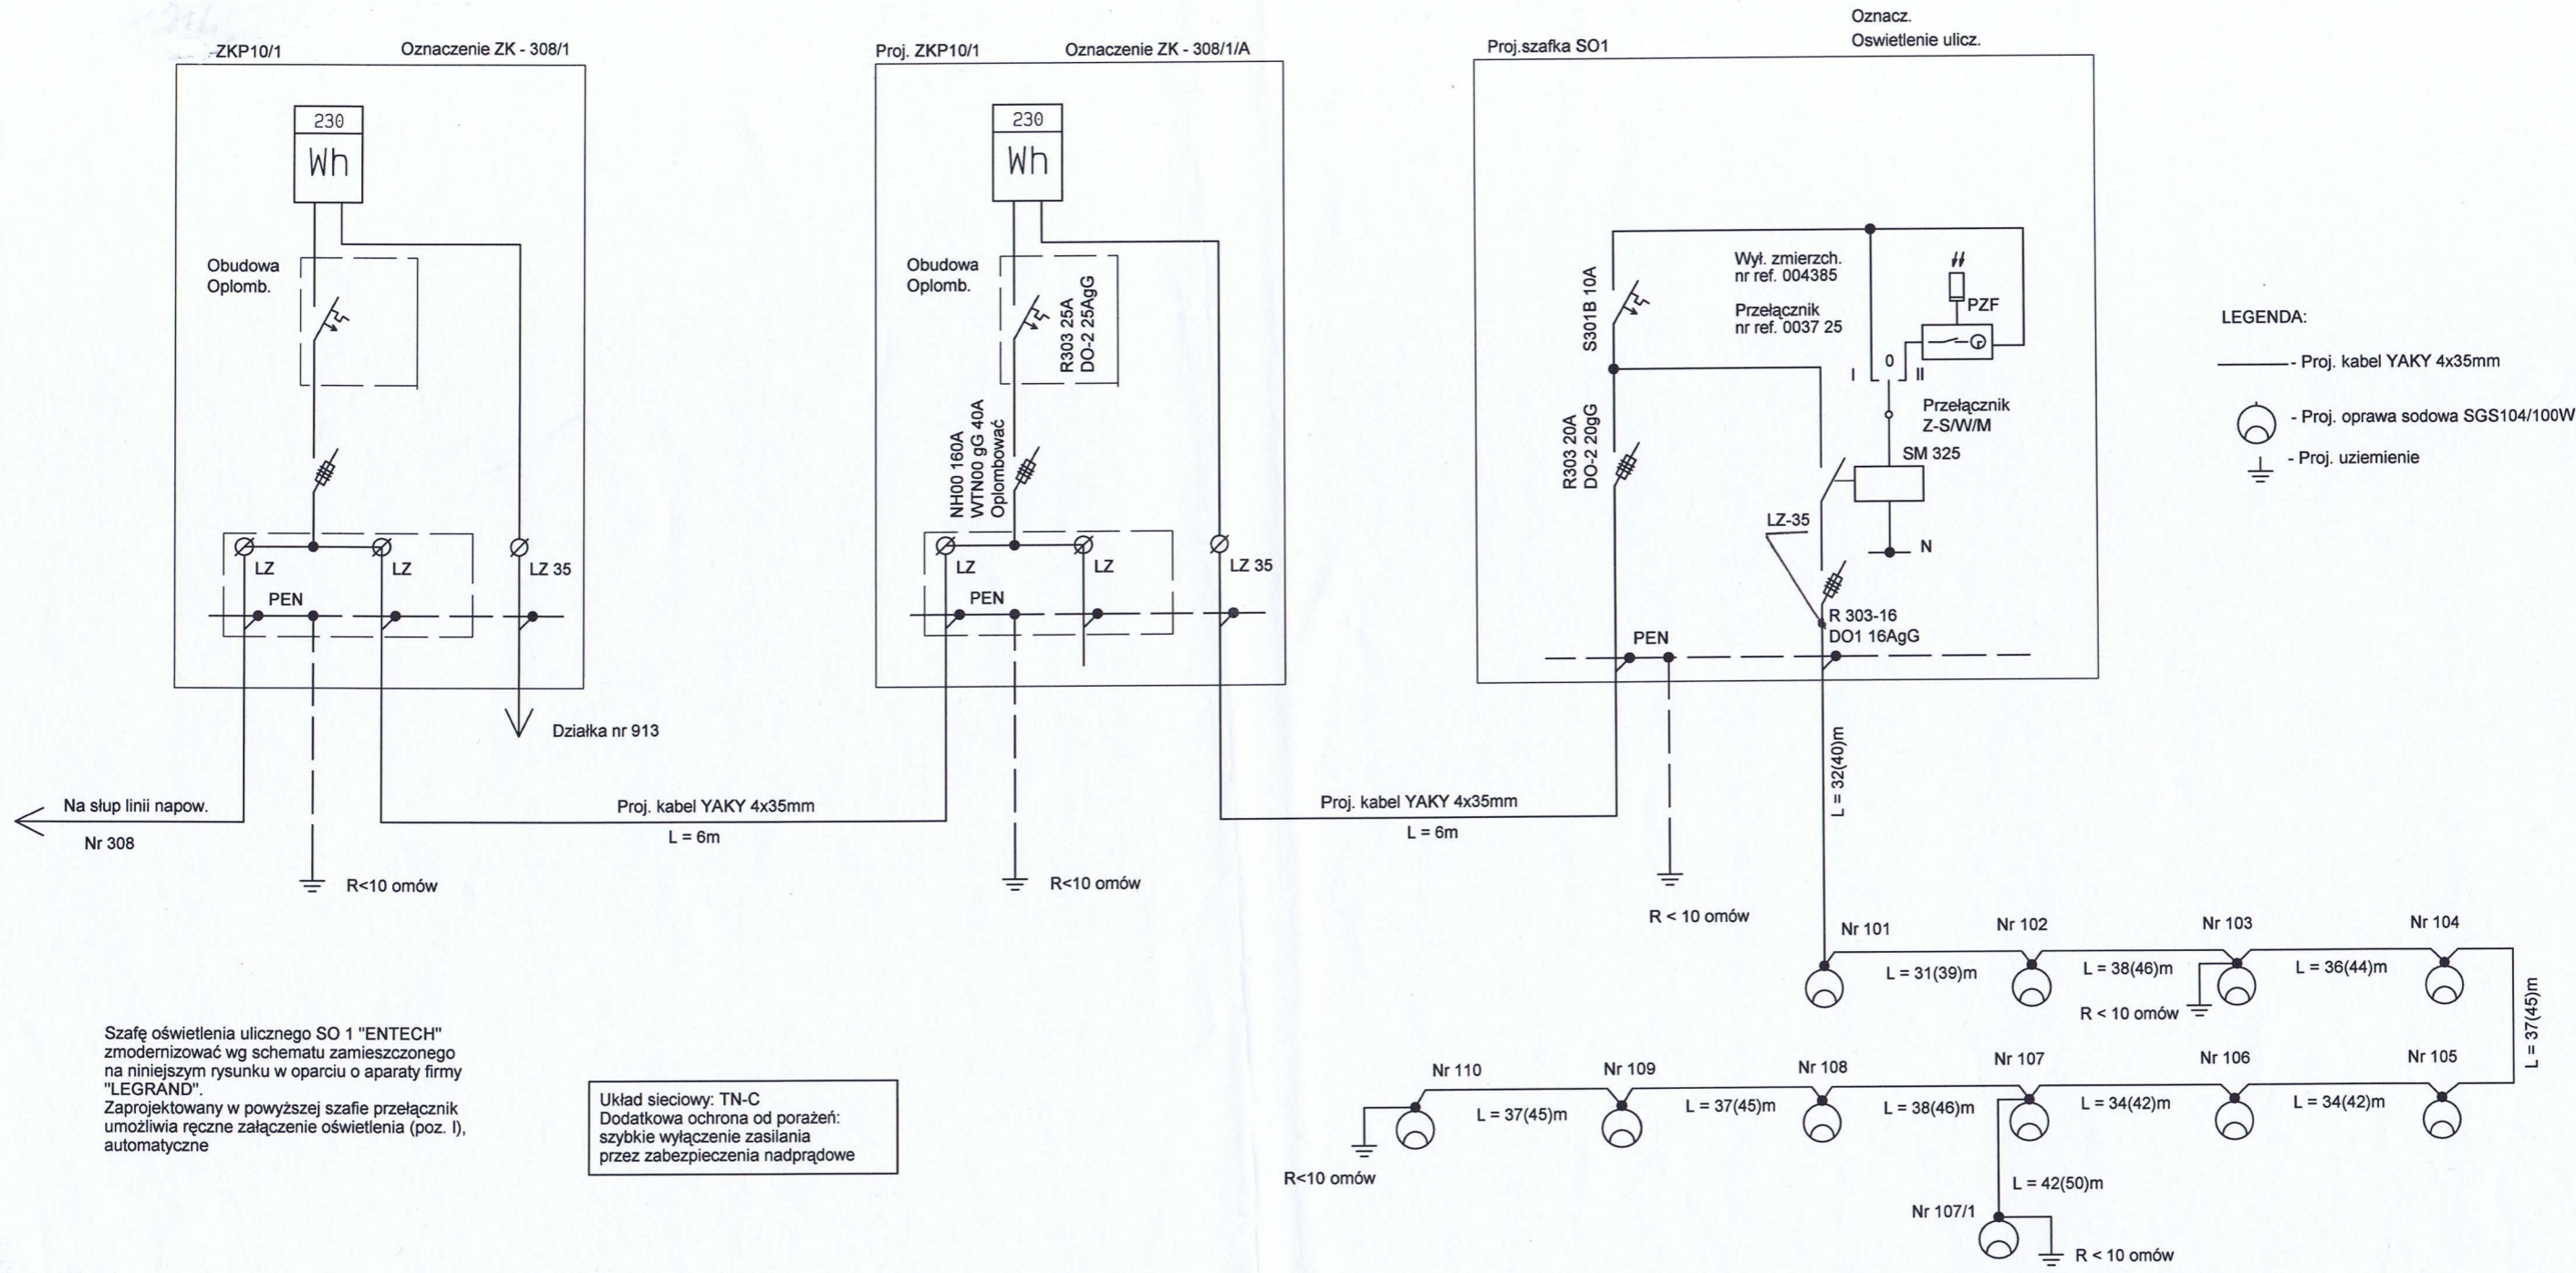 ZKP10/1
Oznaczenie ZK - 308/1
230
Wh
Obudowa
Oplomb.
LZ
LZ
LZ 35
PEN
Działka nr 913
Na słup linii napow.
Nr 308
R<10 omów
Proj. kabel YAKY 4x35mm
L = 6m
Proj. ZKP10/1
Oznaczenie ZK - 308/1/A
230
Wh
Obudowa
Oplomb.
R303 25A
DO-2 25AgG
NH00 160A
WTN00 gG 40A
Oplombować
LZ
LZ
LZ 35
PEN
R<10 omów
Proj. kabel YAKY 4x35mm
L = 6m
Oznacz.
Oswietlenie ulicz.
Proj.szafka SO1
S301B 10A
Wył. zmierzch.
nr ref. 004385
Przełącznik
nr ref. 0037 25
PZF
I
0
II
Przełącznik
Z-S/W/M
SM 325
R303 20A
DO-2 20gG
LZ-35
N
R 303-16
DO1 16AgG
PEN
R < 10 omów
L = 32(40)m
LEGENDA:
- Proj. kabel YAKY 4x35mm
- Proj. oprawa sodowa SGS104/100W
- Proj. uziemienie
Nr 101
Nr 102
Nr 103
Nr 104
L = 31(39)m
L = 38(46)m
L = 36(44)m
R < 10 omów
L = 37(45)m
Nr 110
Nr 109
Nr 108
Nr 107
Nr 106
Nr 105
L = 37(45)m
L = 37(45)m
L = 38(46)m
L = 34(42)m
L = 34(42)m
R<10 omów
L = 42(50)m
Nr 107/1
R < 10 omów
Szafę oświetlenia ulicznego SO 1 "ENTECH"
zmodernizować wg schematu zamieszczonego
na niniejszym rysunku w oparciu o aparaty firmy
"LEGRAND".
Zaprojektowany w powyższej szafie przełącznik
umożliwia ręczne załączenie oświetlenia (poz. I),
automatyczne
Układ sieciowy: TN-C
Dodatkowa ochrona od porażeń:
szybkie wyłączenie zasilania
przez zabezpieczenia nadprądowe